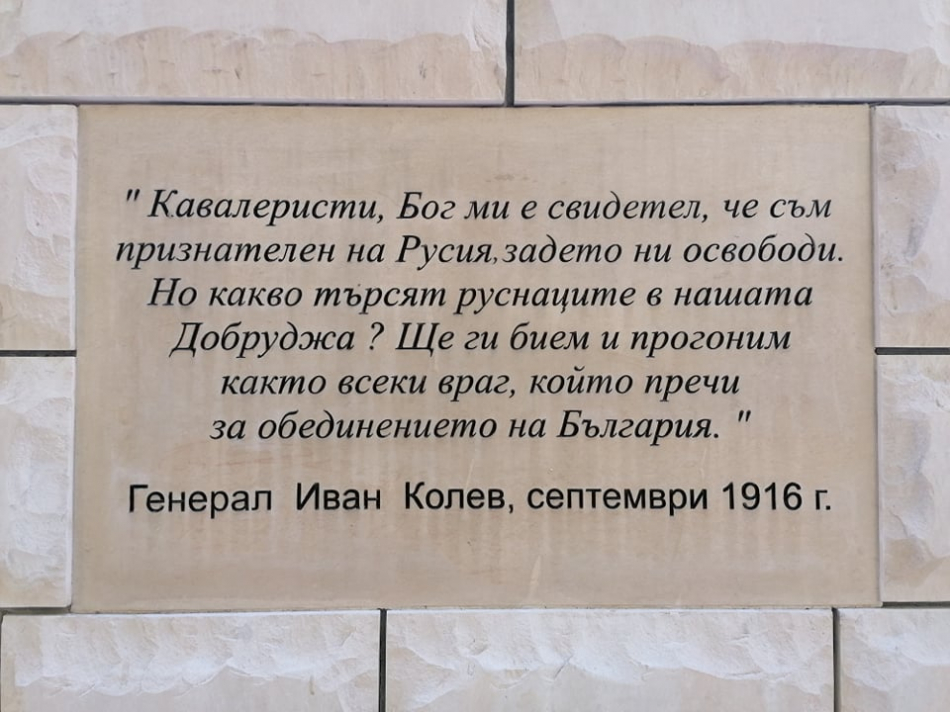 " Кавалеристи, Бог ми е свидетел, че съм
признателен на Русия,задето ни освободи.
Но какво търсят руснаците в нашата
Добруджа ? Ще ги бием и прогоним
както всеки враг, който пречи
за обединението на България. "
Генерал Иван Колев, септември 1916 г.